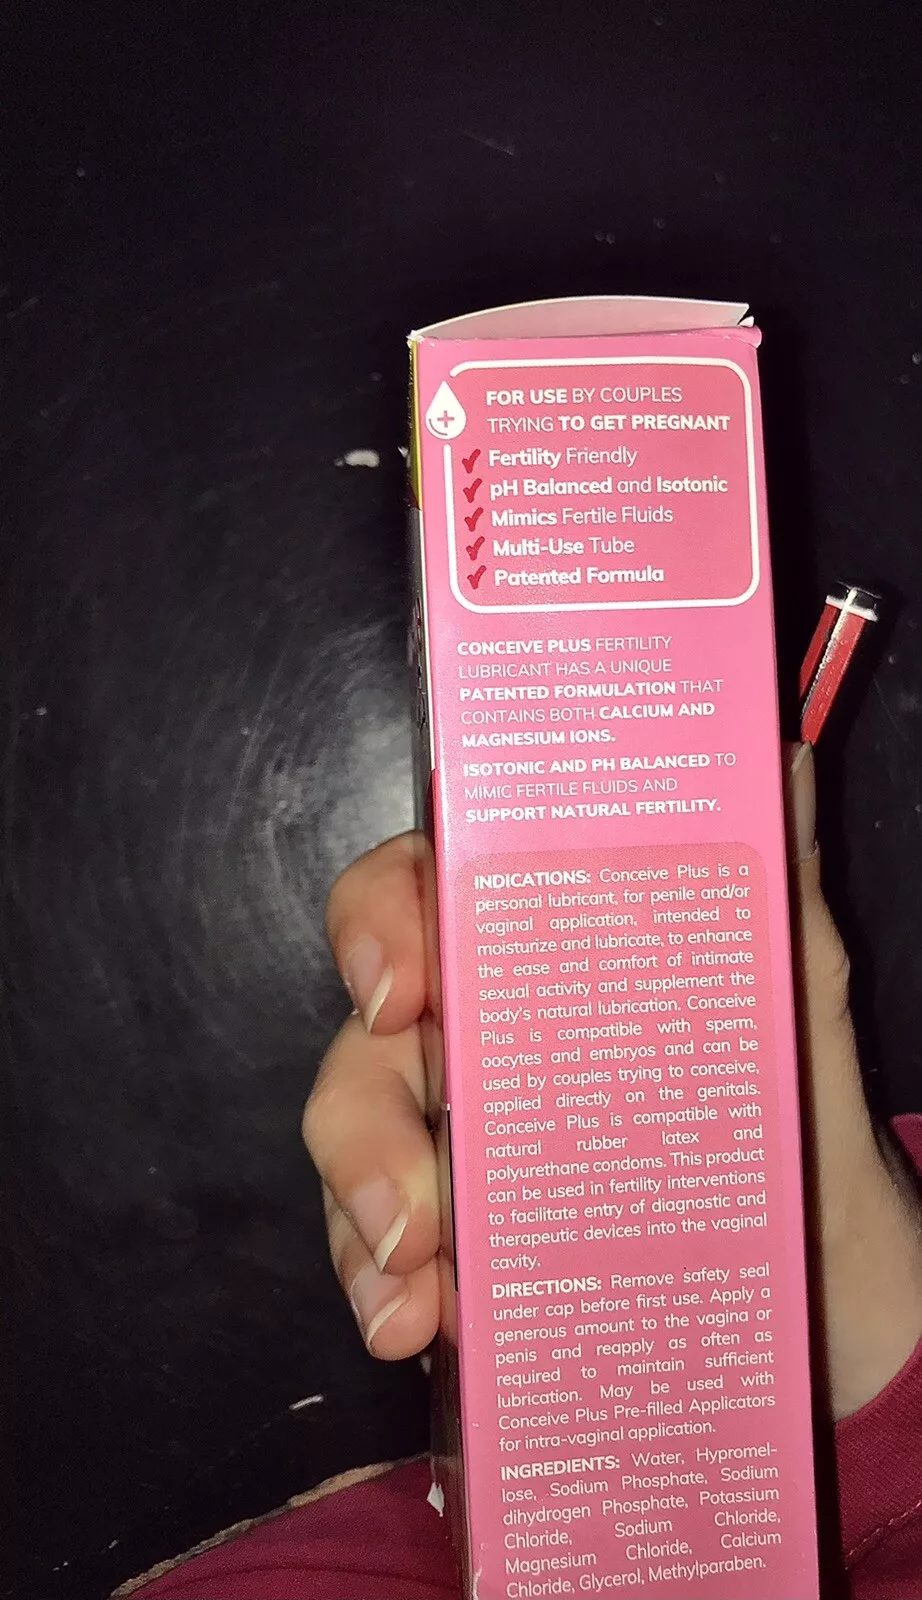 FOR USE BY COUPLES
TRYING TO GET PREGNANT
Fertility Friendly
pH Balanced and Isotonic
Mimics Fertile Fluids
Multi-Use Tube
Patented Formula
CONCEIVE PLUS FERTILITY
LUBRICANT HAS A UNIQUE
PATENTED FORMULATION THAT
CONTAINS BOTH CALCIUM AND
MAGNESIUM IONS.
ISOTONIC AND PH BALANCED TO
MIMIC FERTILE FLUIDS AND
SUPPORT NATURAL FERTILITY.
INDICATIONS: Conceive Plus is a
personal lubricant, for penile and/or
vaginal application, intended to
moisturize and lubricate, to enhance
the ease and comfort of intimate
sexual activity and supplement the
body's natural lubrication. Conceive
Plus is compatible with sperm,
oocytes and embryos and can be
used by couples trying to conceive,
applied directly on the genitals.
Conceive Plus is compatible with
natural rubber latex and
polyurethane condoms. This product
can be used in fertility interventions
to facilitate entry of diagnostic and
therapeutic devices into the vaginal
cavity.
DIRECTIONS: Remove safety seal
under cap before first use. Apply a
generous amount to the vagina or
penis and reapply as often as
required to maintain sufficient
lubrication. May be used with
Conceive Plus Pre-filled Applicators
for intra-vaginal application.
INGREDIENTS: Water, Hypromel-
lose, Sodium Phosphate, Sodium
dihydrogen Phosphate, Potassium
Chloride, Sodium Chloride,
Magnesium Chloride, Calcium
Chloride, Glycerol, Methylparaben.